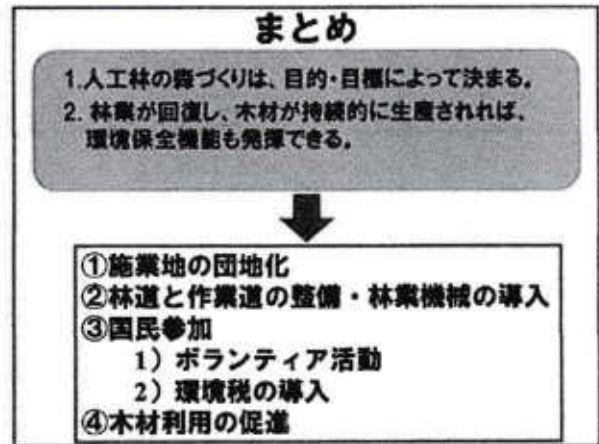 まとめ
1.人工林の森づくりは、目的・目標によって決まる。
2. 林業が回復し、木材が持続的に生産されれば、
環境保全機能も発揮できる。
①施業地の団地化
②林道と作業道の整備・林業機械の導入
③国民参加
1）ボランティア活動
2）環境税の導入
④木材利用の促進